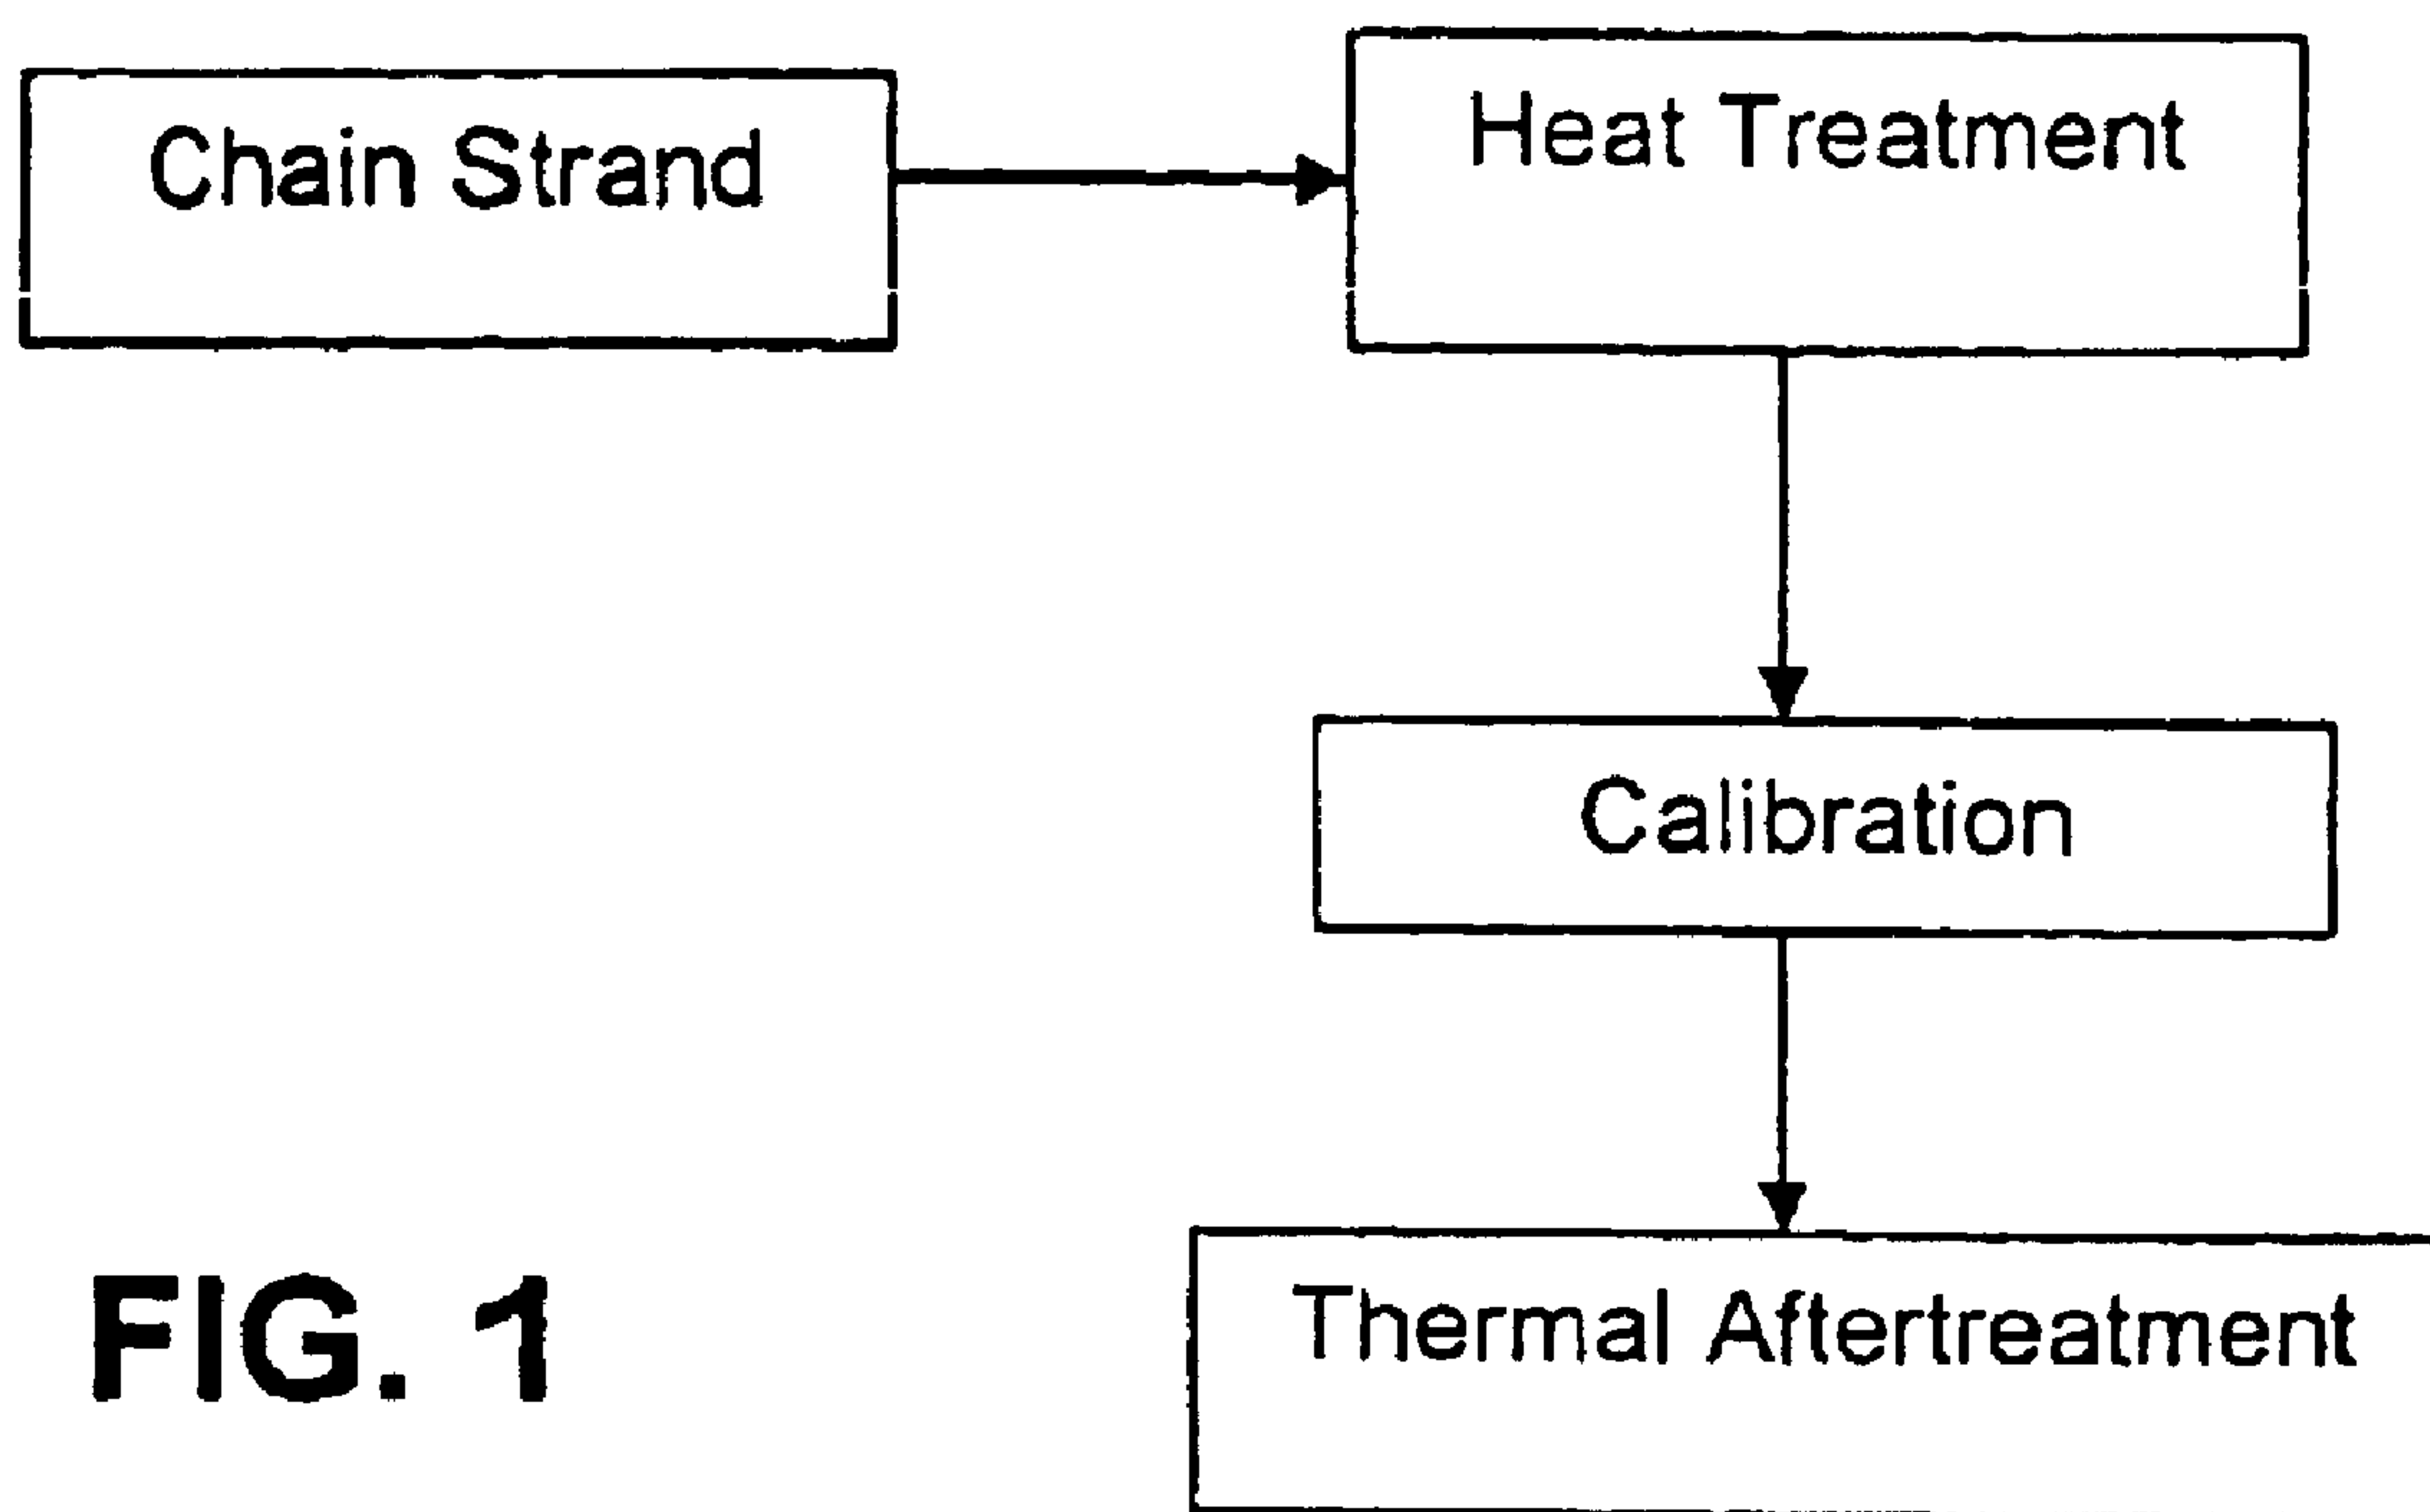 Chain Strand
Heat Treatment
Calibration
Thermal Aftertreatment
FIG. 1